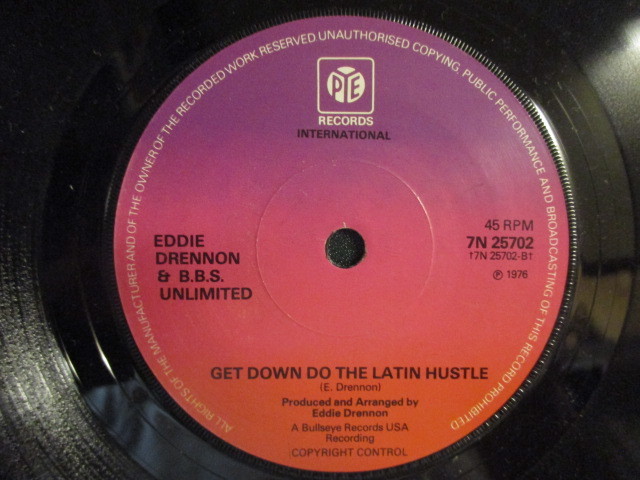 ALL RIGHTS OF THE MANUFACTURER AND OF THE OWNER OF THE RECORDED WORK RESERVED UNAUTHORISED COPYING, PUBLIC PERFORMANCE AND BROADCASTING OF THIS RECORD PROHIBITED
PYE
RECORDS
INTERNATIONAL
EDDIE
DRENNON
& B.B.S.
UNLIMITED
45 RPM
7N 25702
†7N 25702-B†
℗ 1976
GET DOWN DO THE LATIN HUSTLE
(E. Drennon)
Produced and Arranged by
Eddie Drennon
A Bullseye Records USA
Recording
COPYRIGHT CONTROL